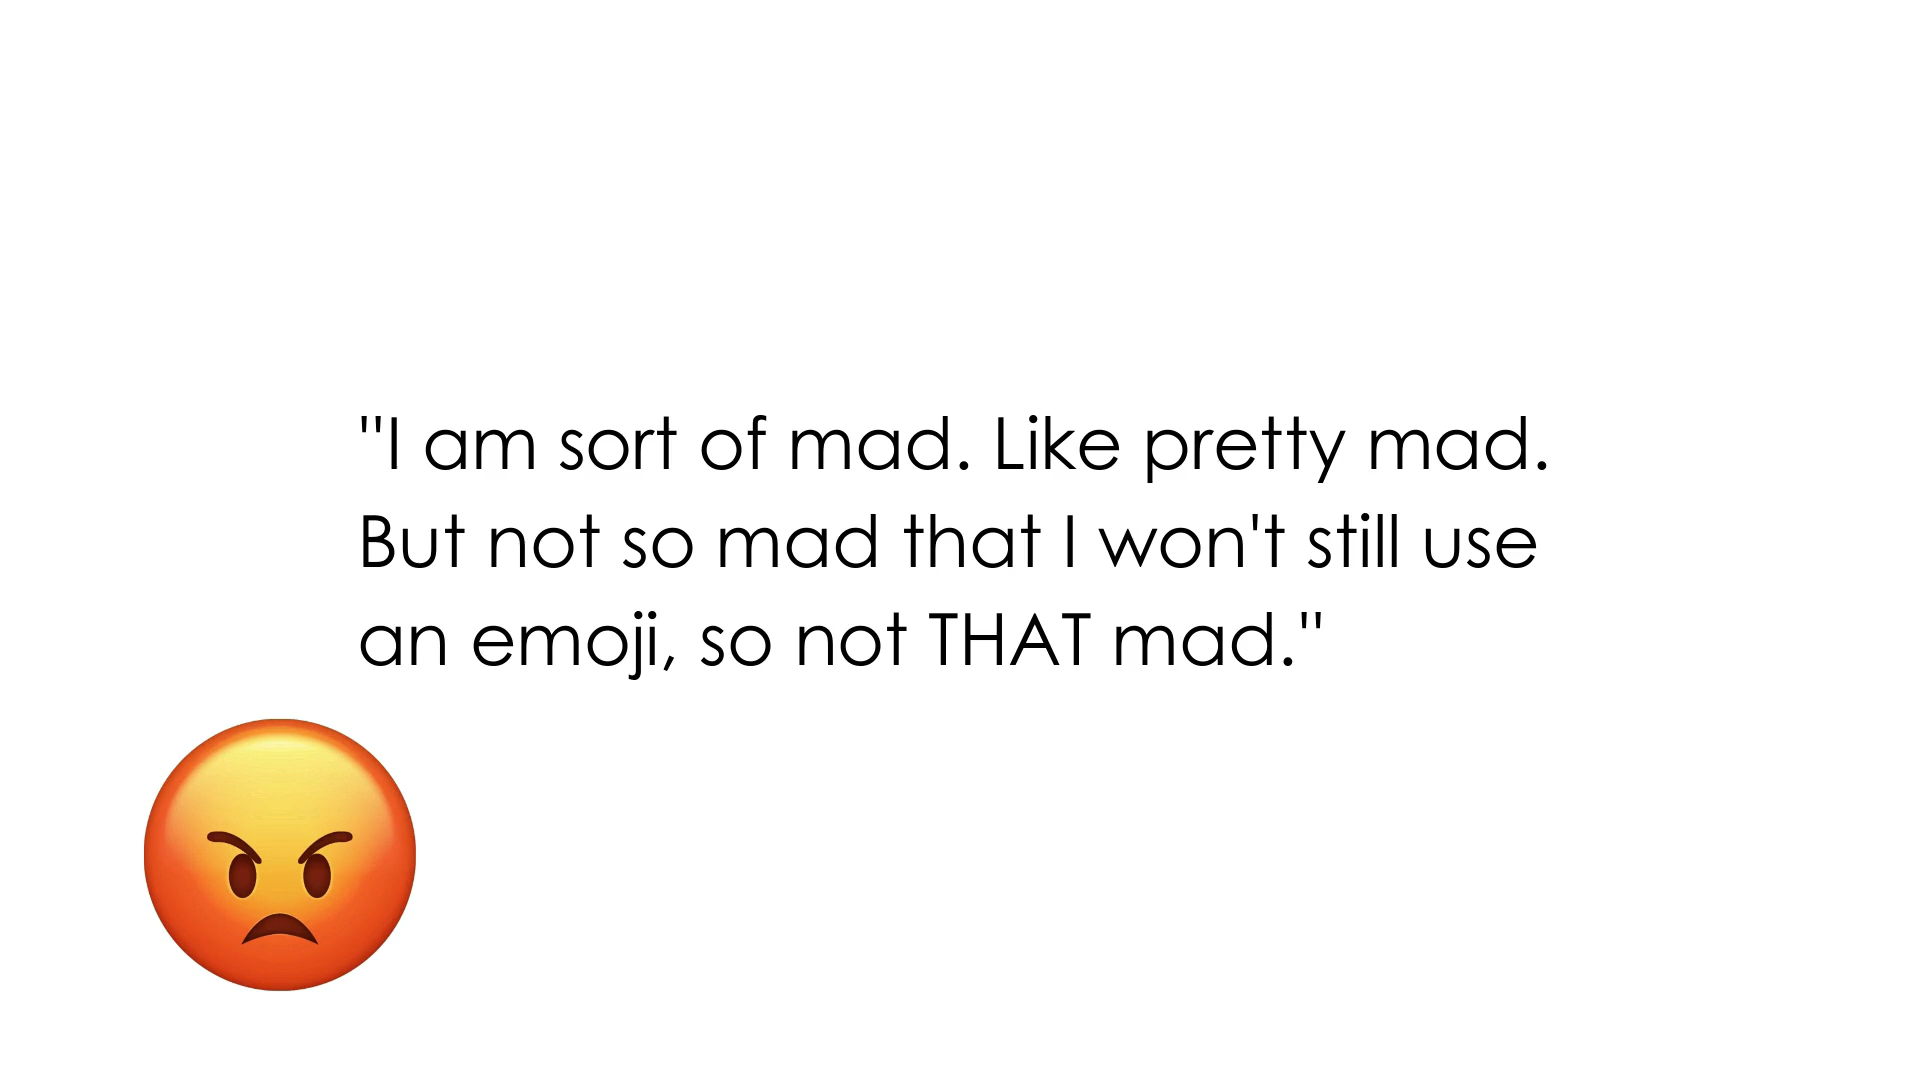 "I am sort of mad. Like pretty mad.
But not so mad that I won't still use
an emoji, so not THAT mad."